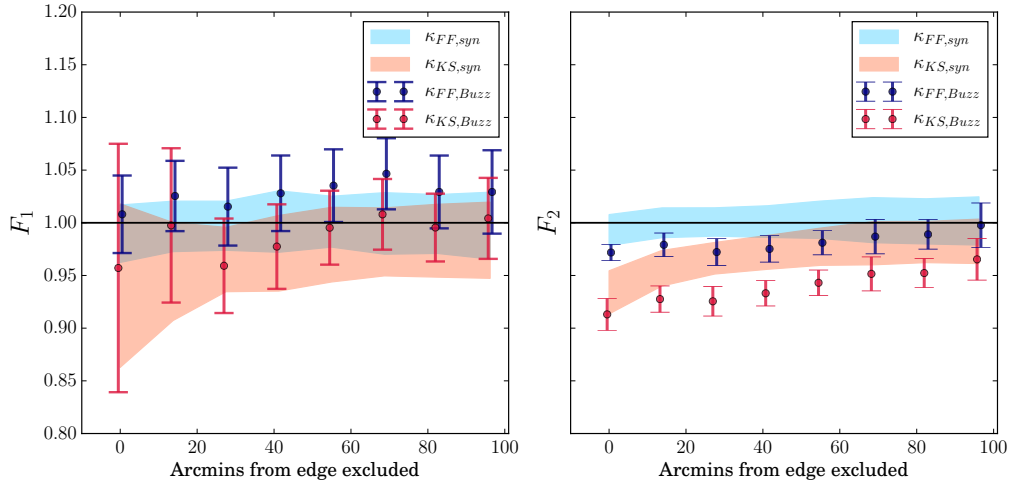 1.20
1.15
1.10
1.05
1.00
0.95
0.90
0.85
0.80
F1
0 20 40 60 80 100
Arcmins from edge excluded
κFF,syn
κKS,syn
κFF,Buzz
κKS,Buzz
F2
0 20 40 60 80 100
Arcmins from edge excluded
κFF,syn
κKS,syn
κFF,Buzz
κKS,Buzz